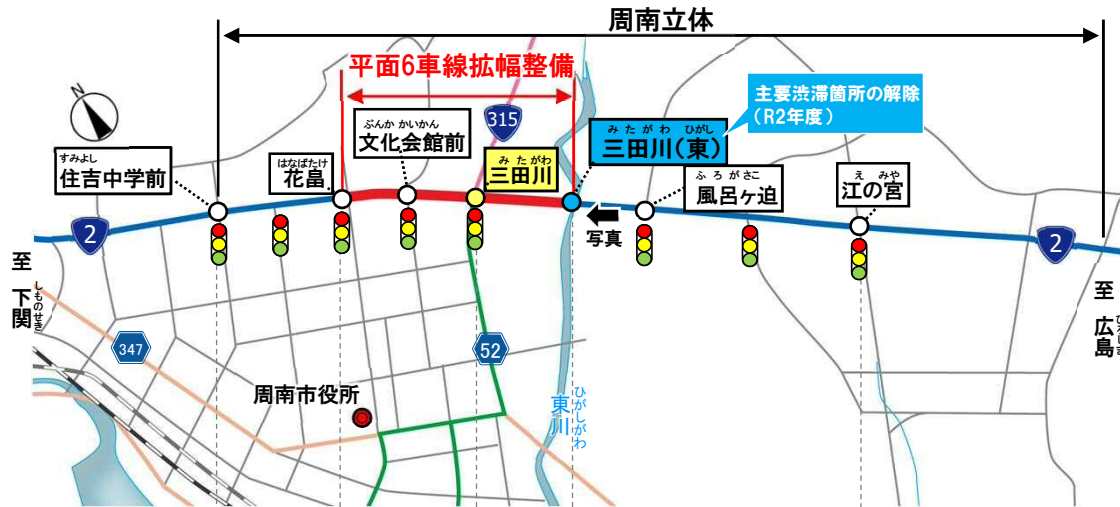 周南立体
平面6車線拡幅整備
主要渋滞箇所の解除
(R2年度)
N
315
すみよし
住吉中学前
はなばたけ
花畠
ぶんか かいかん
文化会館前
みたがわ
三田川
みたがわ ひがし
三田川(東)
ふろがさこ
風呂ヶ迫
え みや
江の宮
写真
2
2
至 下関
しものせき
至 広島
347
52
周南市役所
東川
ひがしがわ